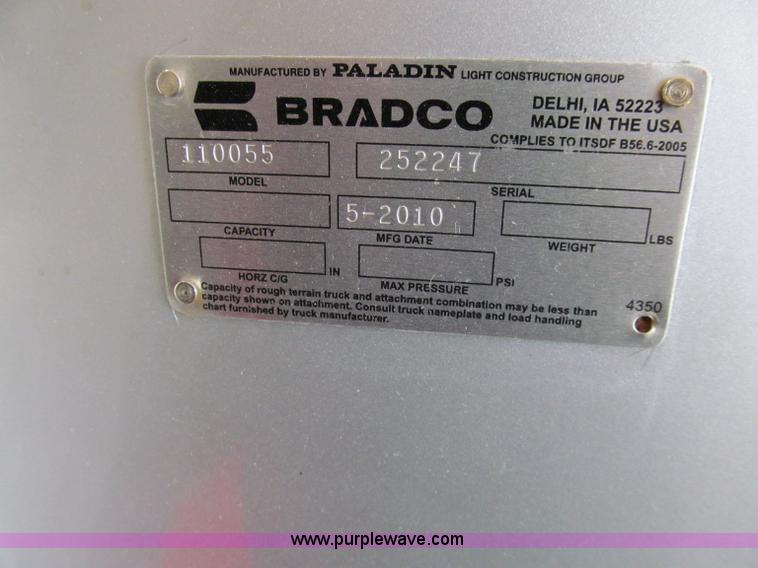 MANUFACTURED BY PALADIN LIGHT CONSTRUCTION GROUP
BRADCO
DELHI, IA 52223
MADE IN THE USA
COMPLIES TO ITSDF B56.6-2005
110055
MODEL
252247
SERIAL
CAPACITY
5-2010
MFG DATE
WEIGHT LBS
HORZ C/G IN
MAX PRESSURE PSI
Capacity of rough terrain truck and attachment combination may be less than
capacity shown on attachment. Consult truck nameplate and load handling
chart furnished by truck manufacturer.
4350
www.purplewave.com